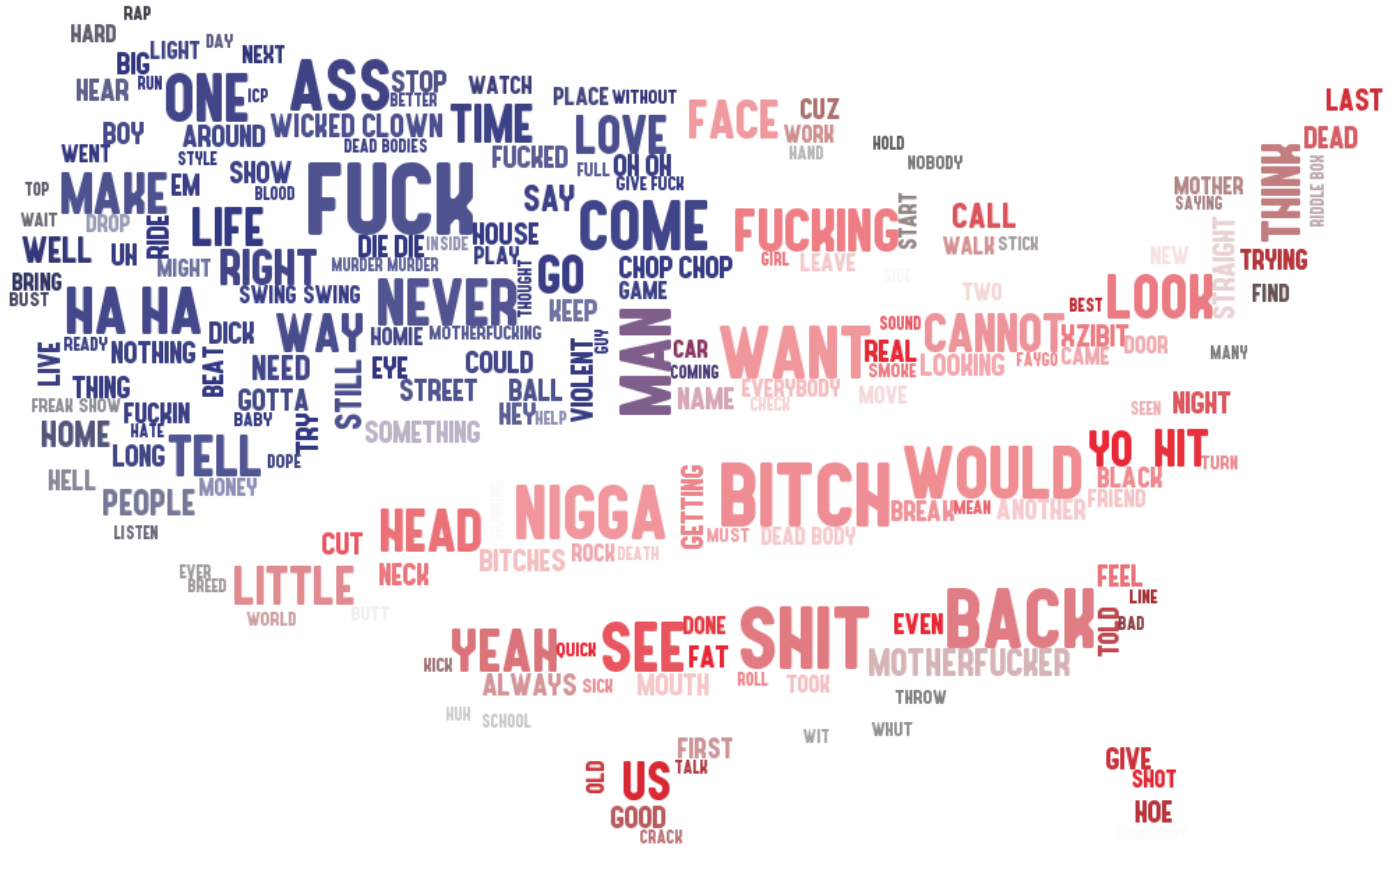 RAP
HARD
LIGHT DAY
BIG NEXT
HEAR RUN ONE ICP ASS STOP WATCH
BETTER PLACE WITHOUT
LAST
BOY AROUND WICKED CLOWN TIME LOVE FACE CUZ
WORK DEAD
WENT STYLE DEAD BODIES FUCKED FULL OH OH HAND HOLD
NOBODY THINK
TOP MAKE EM SHOW BLOOD FUCK SAY GIVE FUCK MOTHER RIDDLE BOX
SAYING
WAIT DROP RIDE LIFE COME FUCKING START CALL
WELL UH DIE DIE INSIDE HOUSE GIRL LEAVE WALK STICK NEW STRAIGHT TRYING
BRING MIGHT RIGHT MURDER MURDER PLAY THOUGHT GO CHOP CHOP SIDE
BUST SWING SWING NEVER GAME TWO BEST LOOK FIND
HA HA DICK WAY HOMIE MOTHERFUCKING KEEP MAN SOUND CANNOT XZIBIT DOOR
LIVE READY NOTHING BEAT NEED EYE COULD GUY CAR WANT REAL LOOKING FAYGO CAME MANY
THING STILL STREET BALL VIOLENT COMING SMOKE
FREAK SHOW FUCKIN GOTTA HEY HELP NAME EVERYBODY MOVE SEEN NIGHT
CHECK
HOME HATE BABY TRY SOMETHING
LONG TELL DOPE WOULD YO HIT TURN
HELL MONEY GETTING BITCH BLACK
PEOPLE NIGGA BREAK MEAN ANOTHER FRIEND
LISTEN CUT HEAD MUST DEAD BODY
BITCHES ROCK DEATH
EVER LITTLE NECK FEEL
BREED LINE
WORLD BUTT DONE SHIT EVEN BACK TOLD BAD
KICK YEAH QUICK SEE FAT MOTHERFUCKER
ALWAYS SICK MOUTH ROLL TOOK
THROW
HUH SCHOOL WIT WHUT
FIRST
OLD US TALK GIVE
SHOT
GOOD HOE
CRACK